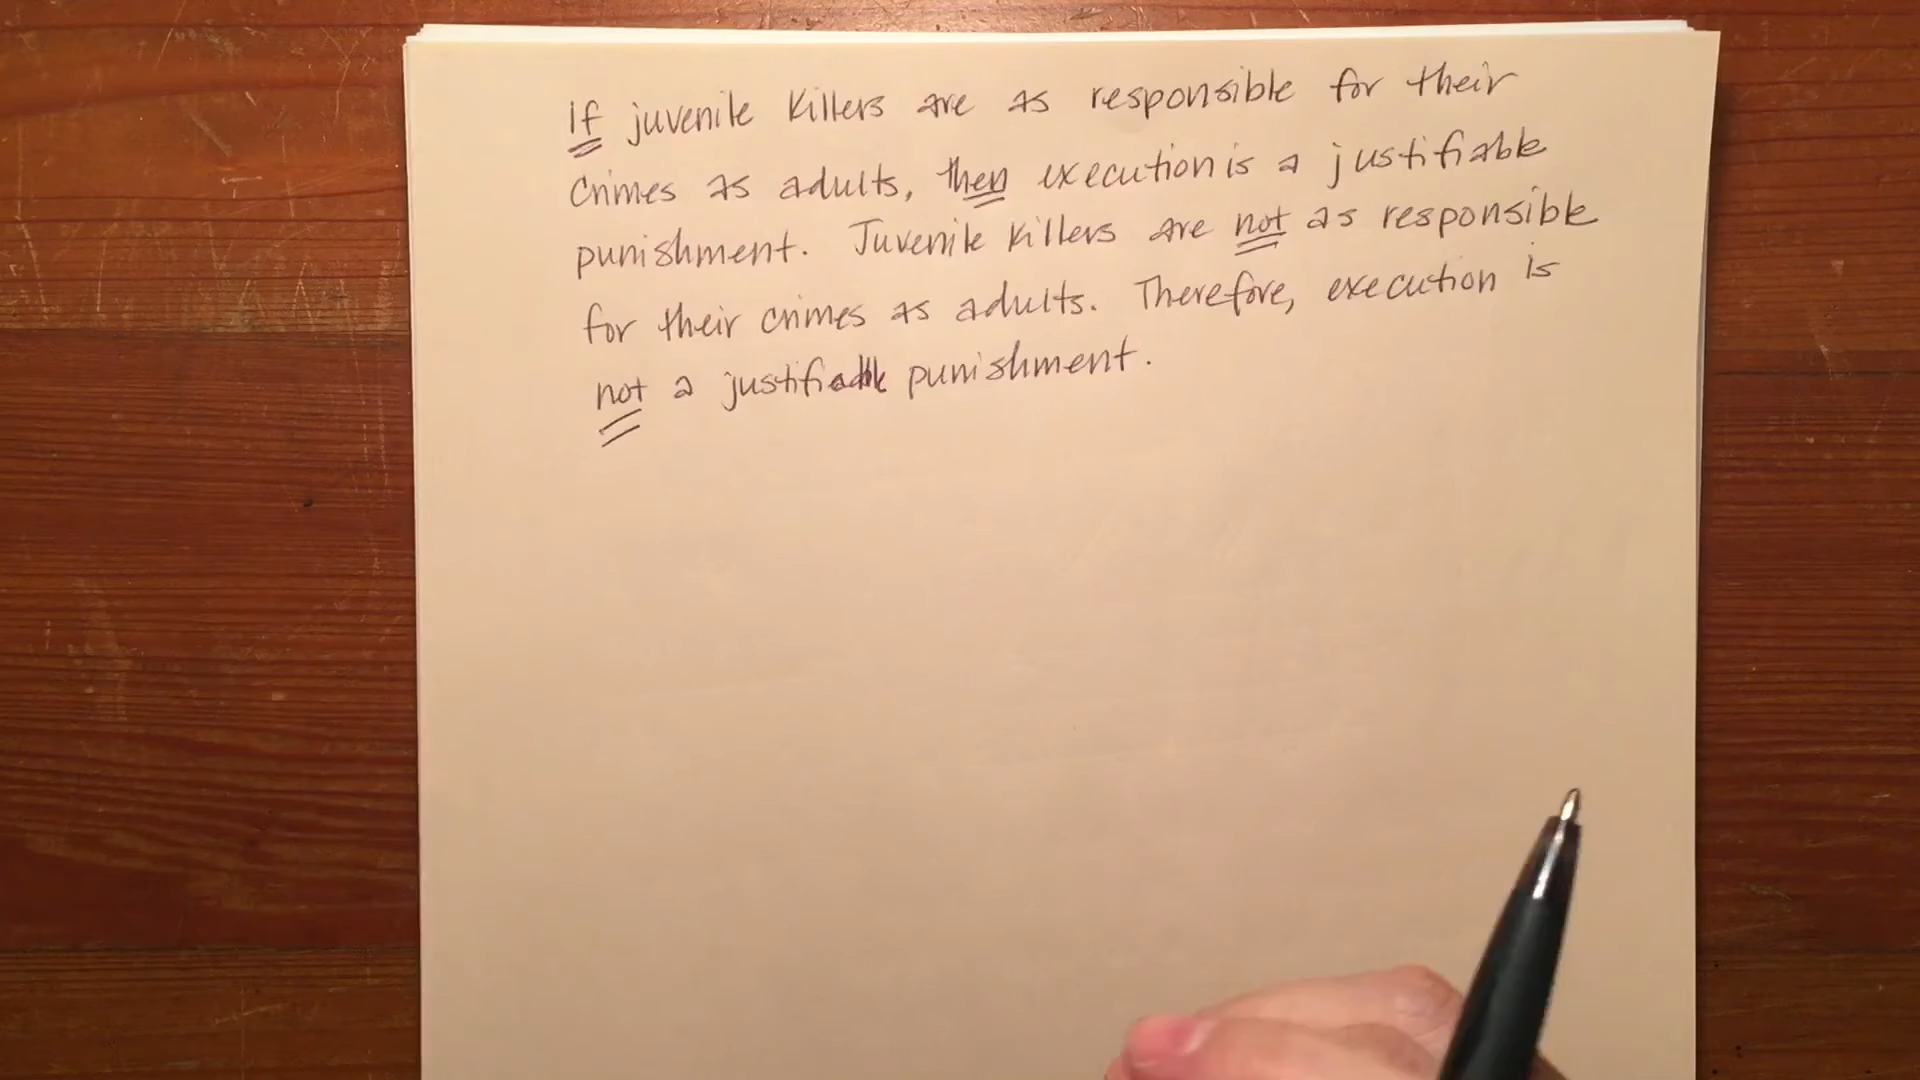 If juvenile killers are as responsible for their
crimes as adults, then execution is a justifiable
punishment. Juvenile killers are not as responsible
for their crimes as adults. Therefore, execution is
not a justifiable punishment.